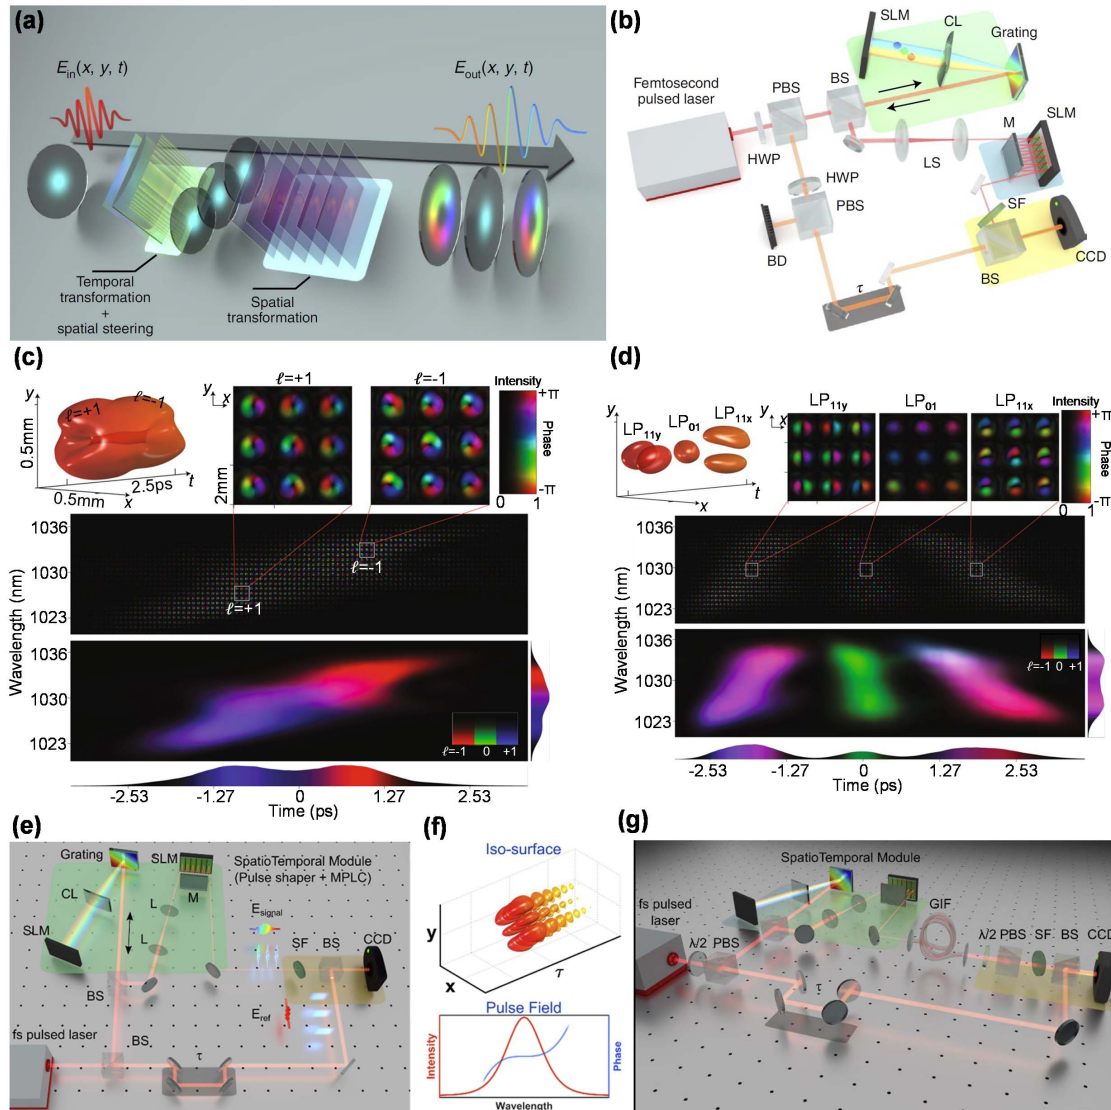 (a)
E_in(x, y, t)
E_out(x, y, t)
Temporal
transformation
+
spatial steering
Spatial
transformation
(b)
SLM
CL
Grating
BS
PBS
Femtosecond
pulsed laser
HWP
LS
M
SLM
HWP
PBS
SF
BD
BS
CCD
τ
(c)
y
0.5mm
ℓ=+1
ℓ=-1
0.5mm
x
2.5ps
t
y
x
2mm
ℓ=+1
ℓ=-1
Intensity
+π
Phase
-π
0 1
1036
1030
1023
ℓ=-1
ℓ=+1
Wavelength (nm)
1036
1030
1023
ℓ=-1 0 +1
-2.53 -1.27 0 1.27 2.53
Time (ps)
(d)
y
x
t
LP11y
LP01
LP11x
y
x
LP11y
LP01
LP11x
Intensity
+π
Phase
-π
0 1
1036
1030
1023
Wavelength (nm)
1036
1030
1023
ℓ=-1 0 +1
-2.53 -1.27 0 1.27 2.53
Time (ps)
(e)
Grating
SLM
SpatioTemporal Module
(Pulse shaper + MPLC)
CL
M
L
E_signal
SLM
L
SF
BS
CCD
BS
E_ref
fs pulsed laser
BS
τ
(f)
Iso-surface
y
x
τ
Pulse Field
Intensity
Phase
Wavelength
(g)
SpatioTemporal Module
fs pulsed
laser
GIF
λ/2 PBS
λ/2 PBS SF BS CCD
τ